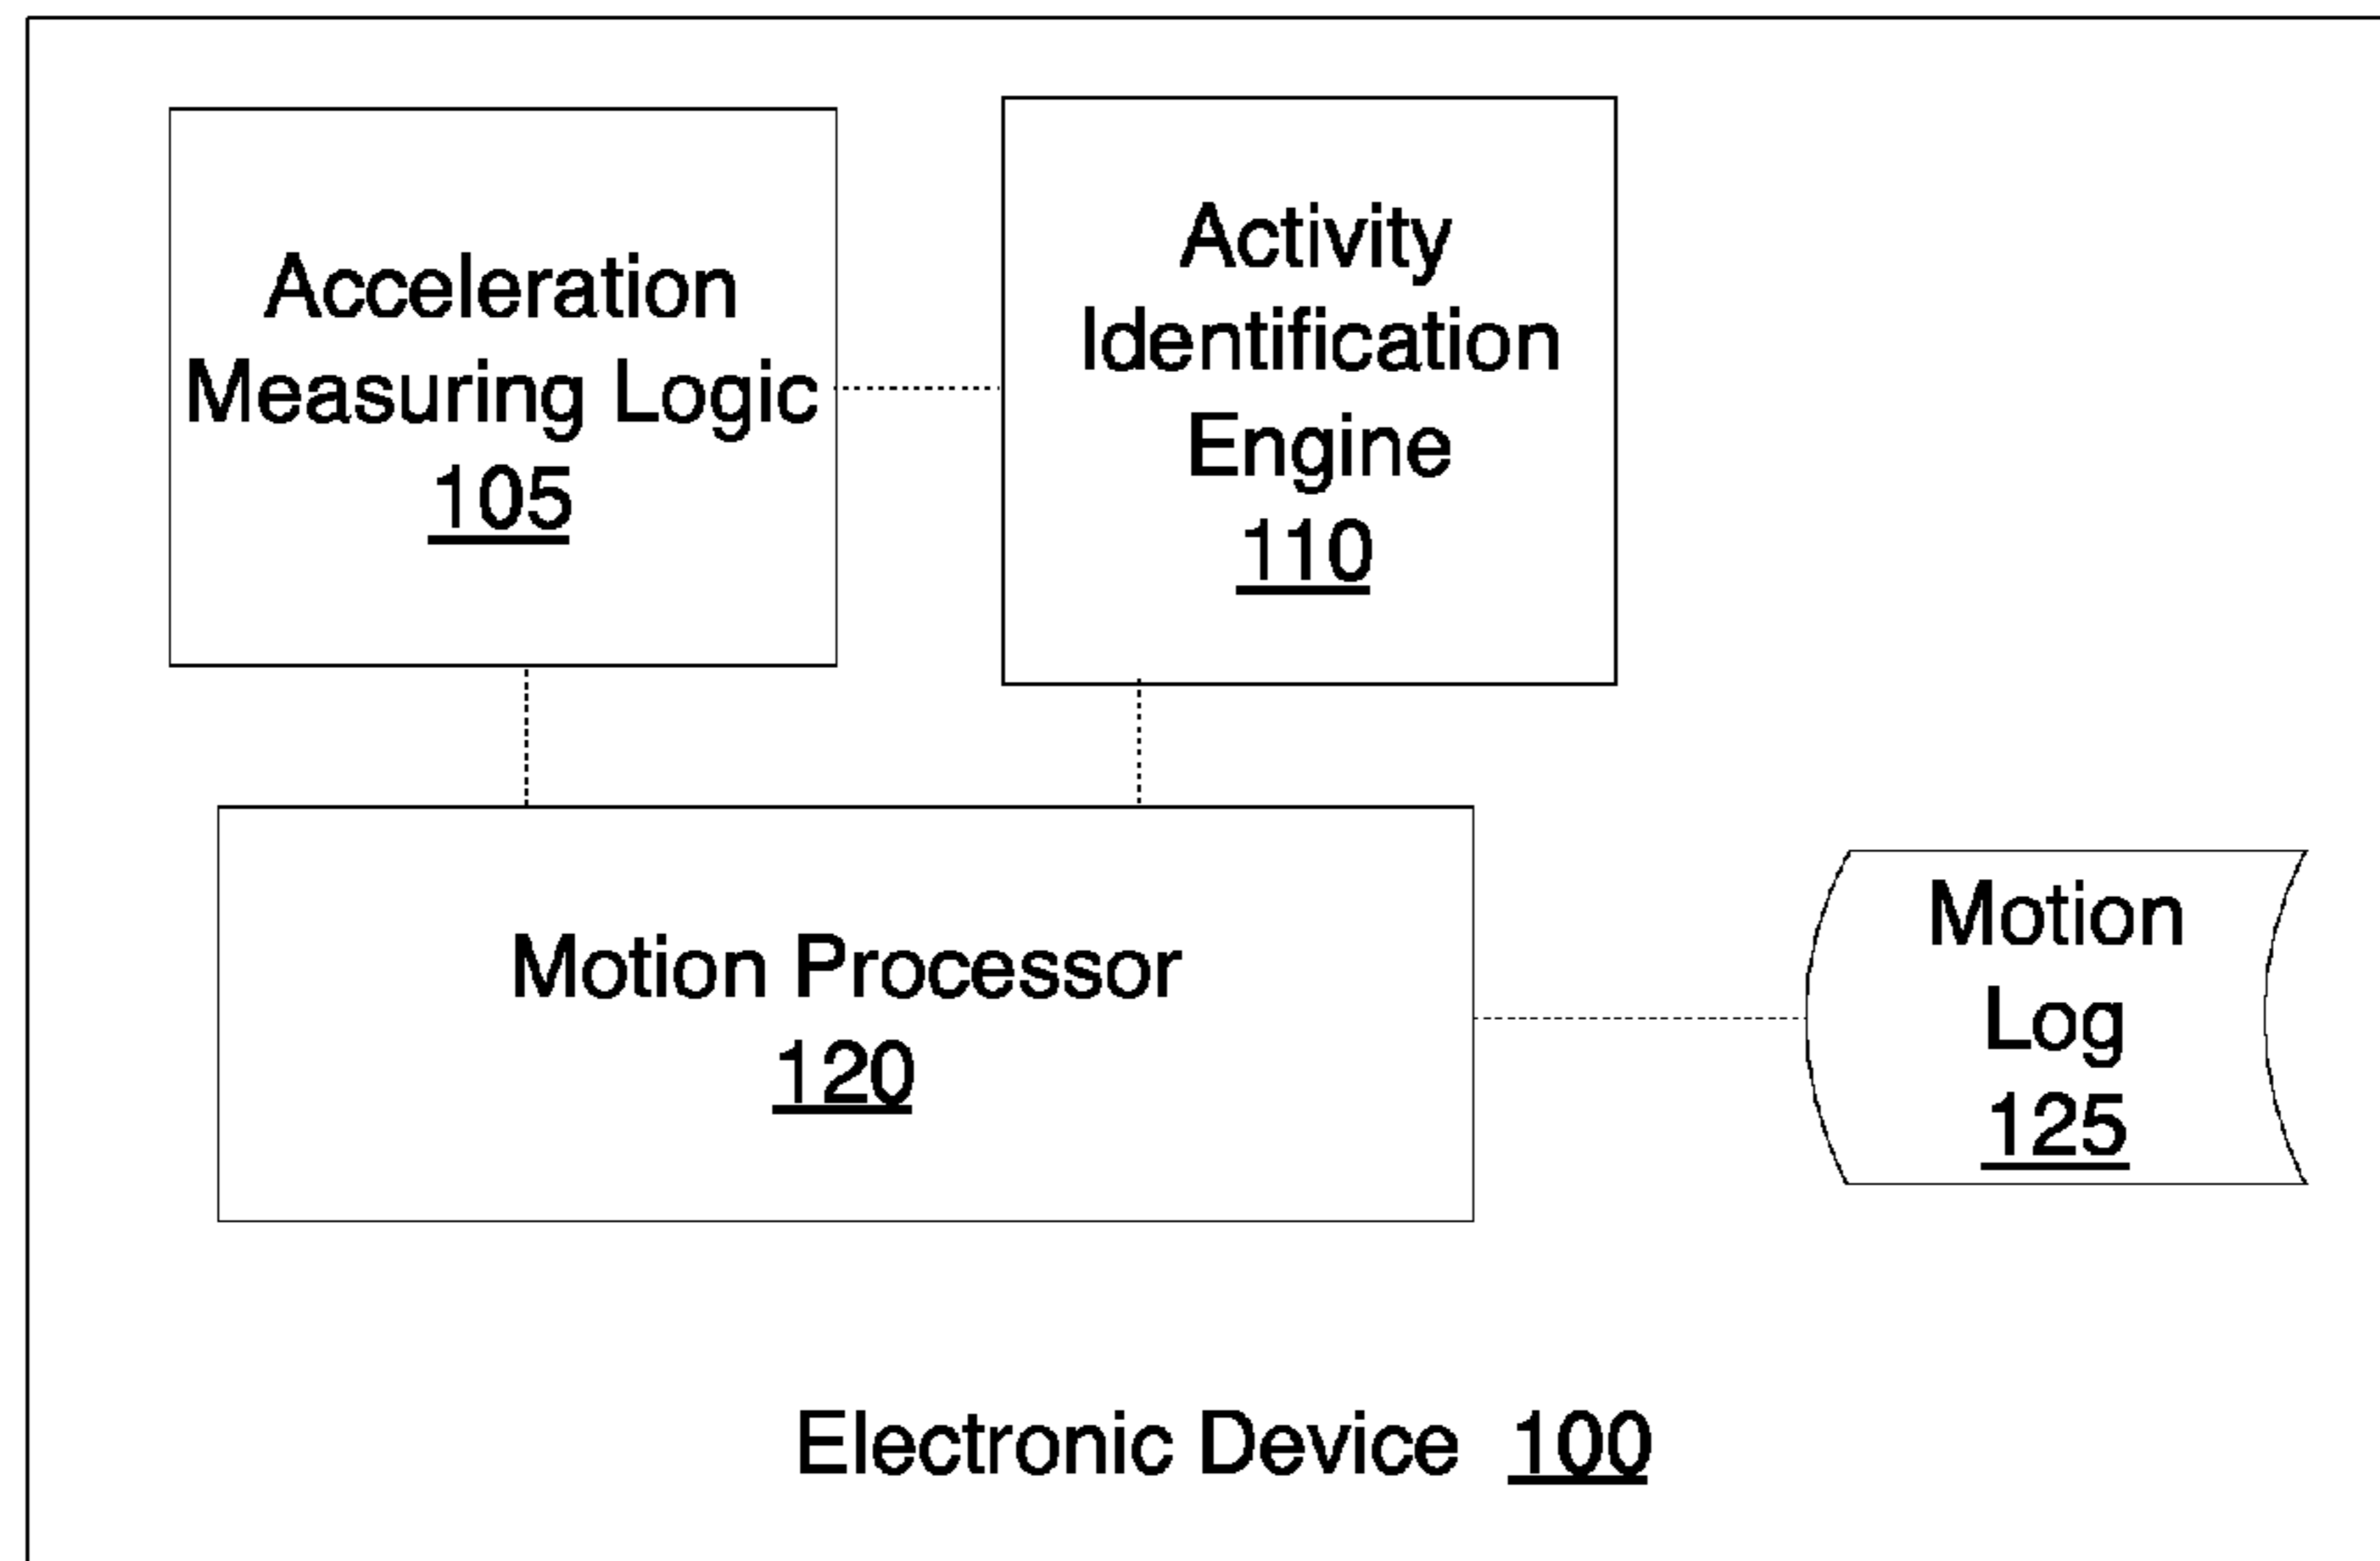 Acceleration
Measuring Logic
105
Activity
Identification
Engine
110
Motion Processor
120
Motion
Log
125
Electronic Device 100